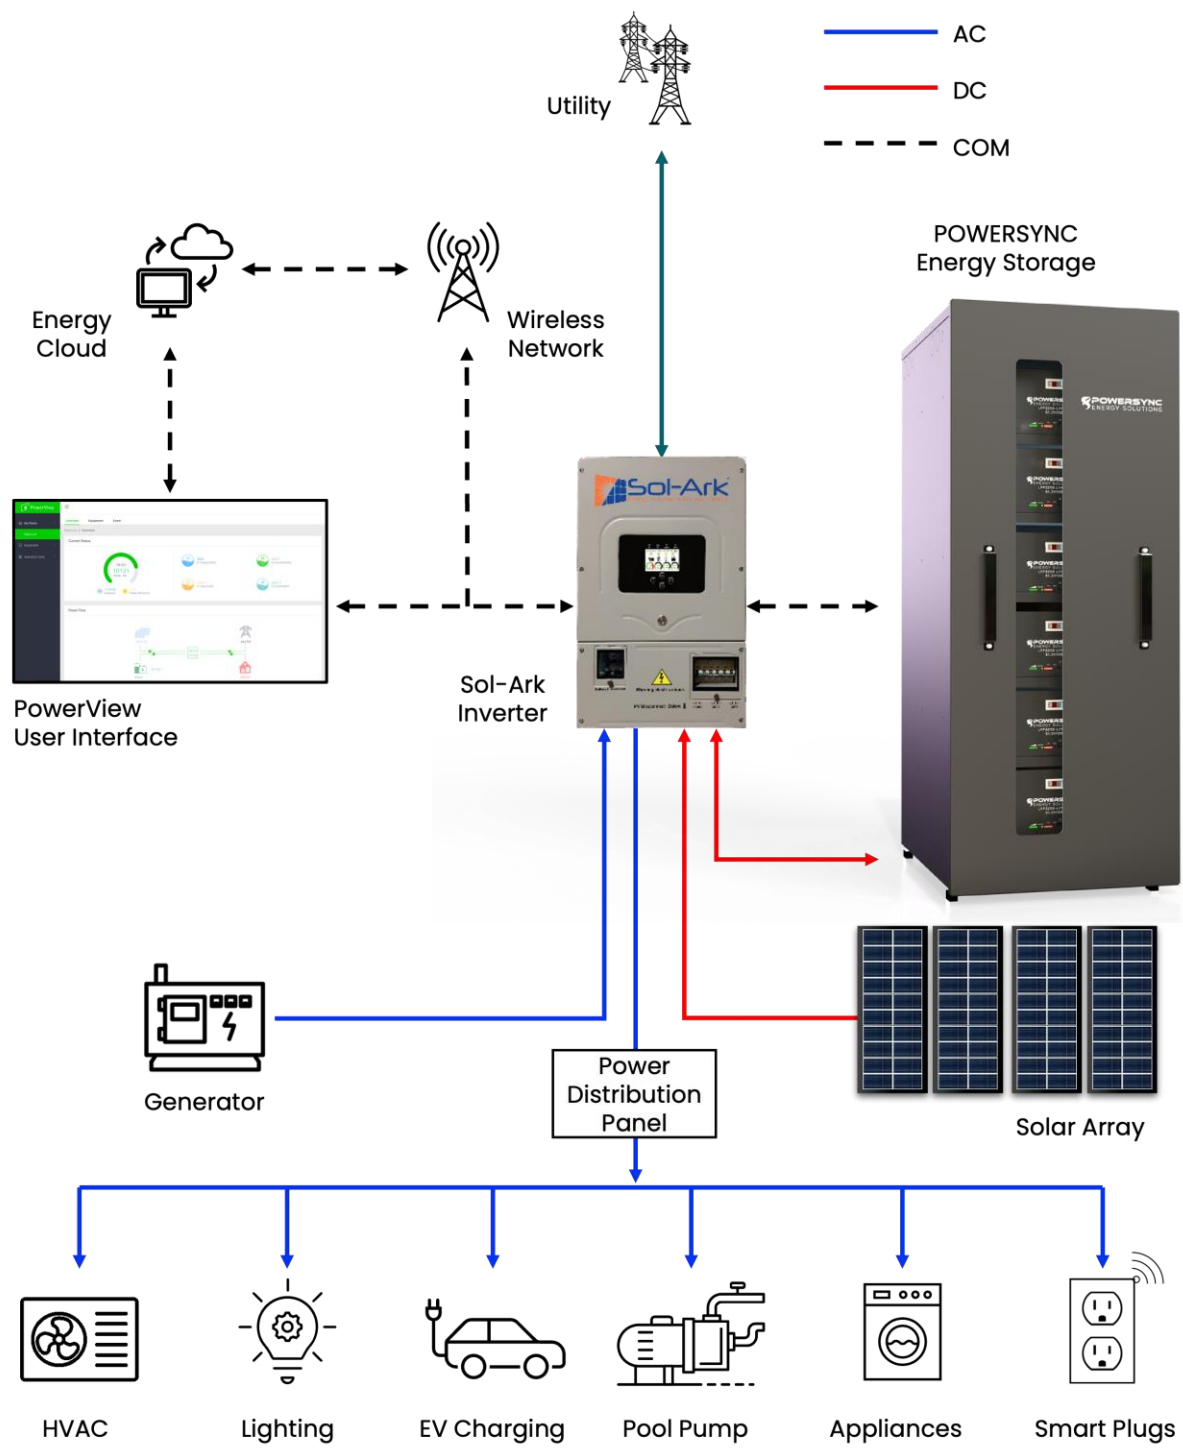 AC
DC
COM
Utility
POWERSYNC
Energy Storage
Energy
Cloud
Wireless
Network
POWERSYNC
ENERGY SOLUTIONS
Sol-Ark
PowerView
Sol-Ark
Inverter
PowerView
User Interface
Generator
Power
Distribution
Panel
Solar Array
HVAC
Lighting
EV Charging
Pool Pump
Appliances
Smart Plugs